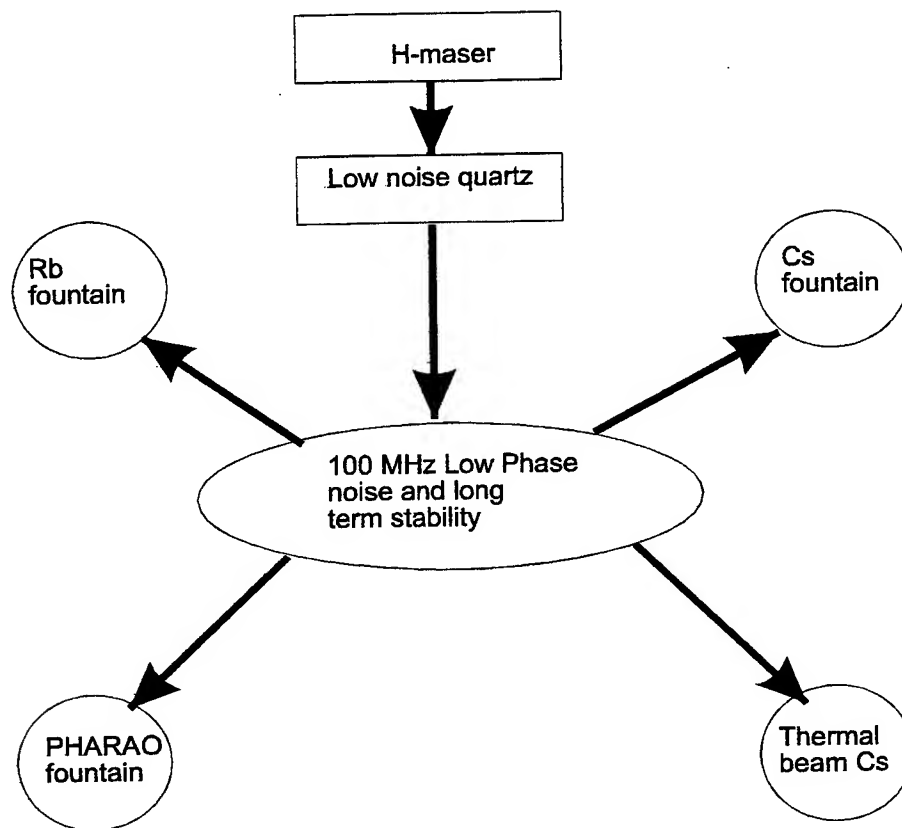 H-maser
Low noise quartz
Rb
fountain
Cs
fountain
100 MHz Low Phase
noise and long
term stability
PHARAO
fountain
Thermal
beam Cs